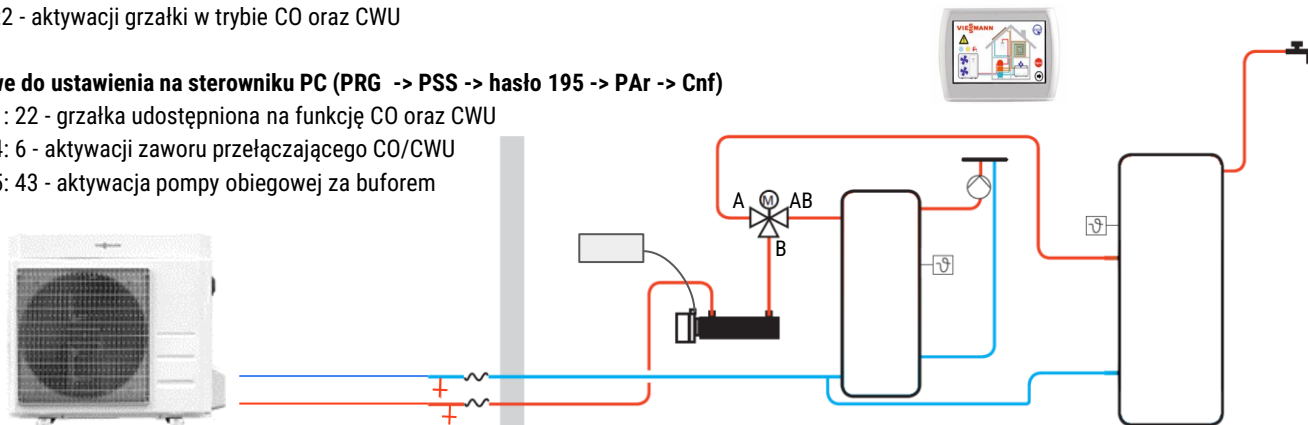 2 - aktywacji grzałki w trybie CO oraz CWU
we do ustawienia na sterowniku PC (PRG -> PSS -> hasło 195 -> PAr -> Cnf)
: 22 - grzałka udostępniona na funkcję CO oraz CWU
4: 6 - aktywacji zaworu przełączającego CO/CWU
5: 43 - aktywacja pompy obiegowej za buforem
VIESSMANN
A
M
AB
B
ϑ
ϑ